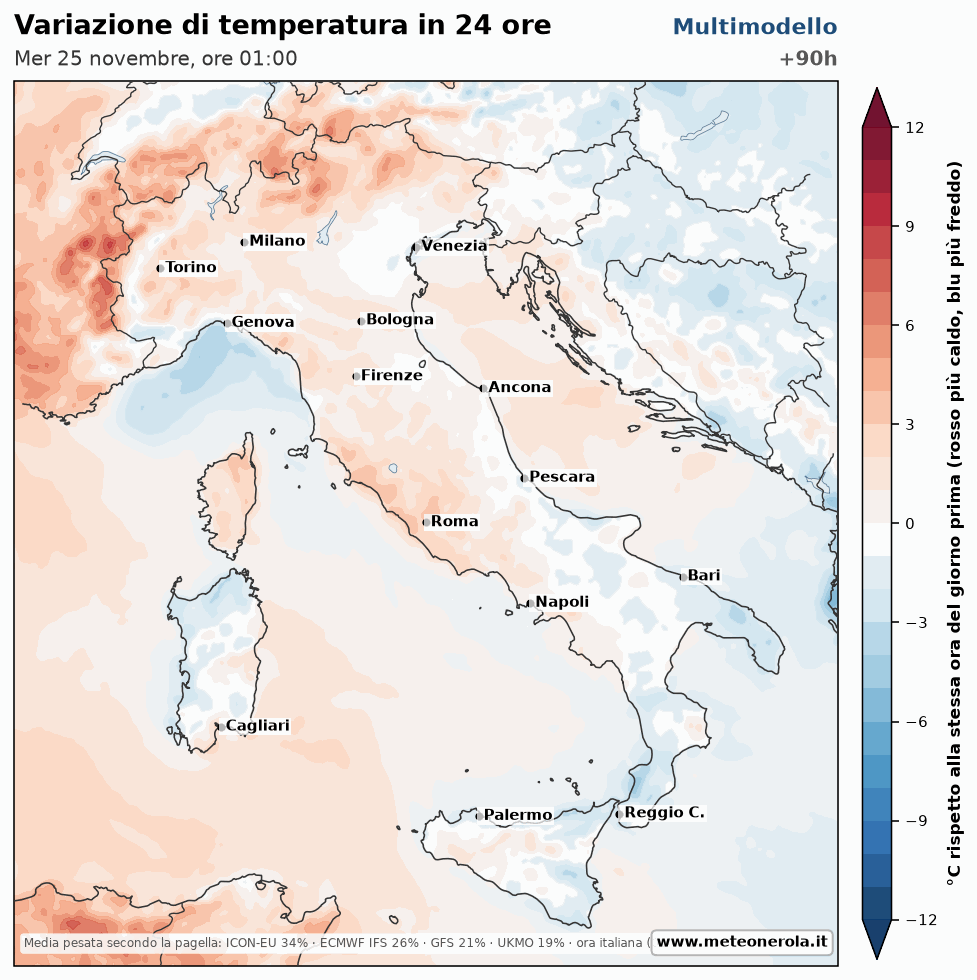 Variazione di temperatura in 24 ore
Multimodello
Mer 25 novembre, ore 01:00
+90h
Milano
Venezia
Torino
Genova
Bologna
Firenze
Ancona
Pescara
Roma
Bari
Napoli
Cagliari
Palermo
Reggio C.
12
9
6
3
0
−3
−6
−9
−12
°C rispetto alla stessa ora del giorno prima (rosso più caldo, blu più freddo)
Media pesata secondo la pagella: ICON-EU 34% · ECMWF IFS 26% · GFS 21% · UKMO 19% · ora italiana (
www.meteonerola.it